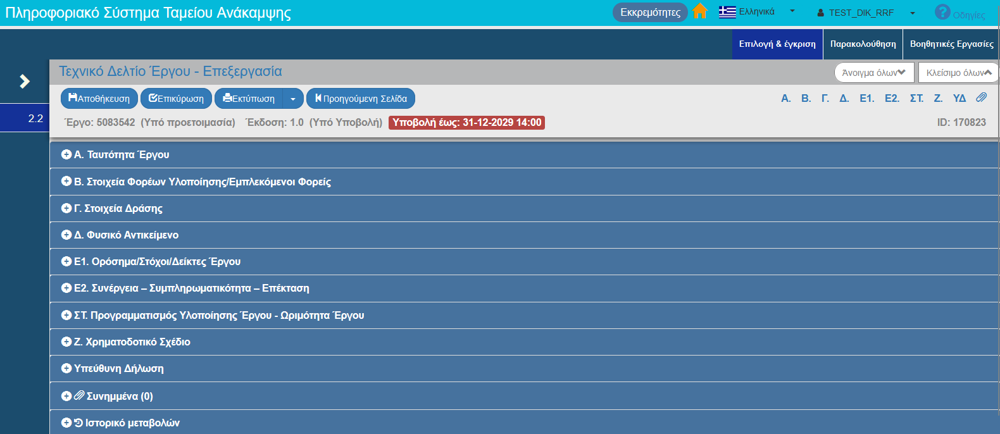 Πληροφοριακό Σύστημα Ταμείου Ανάκαμψης Εκκρεμότητες Ελληνικά TEST_DIK_RRF Οδηγίες
Επιλογή & έγκριση Παρακολούθηση Βοηθητικές Εργασίες
Τεχνικό Δελτίο Έργου - Επεξεργασία Άνοιγμα όλων Κλείσιμο όλων
Αποθήκευση Επικύρωση Εκτύπωση Προηγούμενη Σελίδα Α. Β. Γ. Δ. Ε1. Ε2. ΣΤ. Ζ. ΥΔ
2.2 Έργο: 5083542 (Υπό προετοιμασία) Έκδοση: 1.0 (Υπό Υποβολή) Υποβολή έως: 31-12-2029 14:00 ID: 170823
Α. Ταυτότητα Έργου
Β. Στοιχεία Φορέων Υλοποίησης/Εμπλεκόμενοι Φορείς
Γ. Στοιχεία Δράσης
Δ. Φυσικό Αντικείμενο
Ε1. Ορόσημα/Στόχοι/Δείκτες Έργου
Ε2. Συνέργεια – Συμπληρωματικότητα – Επέκταση
ΣΤ. Προγραμματισμός Υλοποίησης Έργου - Ωριμότητα Έργου
Ζ. Χρηματοδοτικό Σχέδιο
Υπεύθυνη Δήλωση
Συνημμένα (0)
Ιστορικό μεταβολών